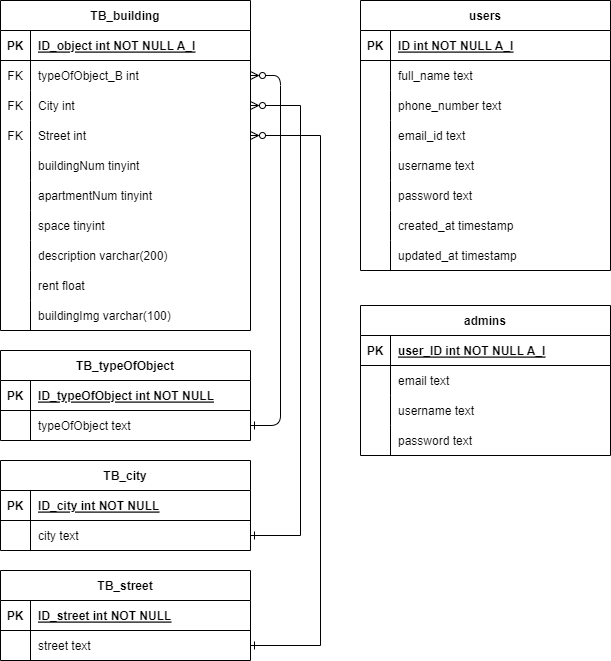 TB_building
PK ID_object int NOT NULL A_I
FK typeOfObject_B int
FK City int
FK Street int
buildingNum tinyint
apartmentNum tinyint
space tinyint
description varchar(200)
rent float
buildingImg varchar(100)
TB_typeOfObject
PK ID_typeOfObject int NOT NULL
typeOfObject text
TB_city
PK ID_city int NOT NULL
city text
TB_street
PK ID_street int NOT NULL
street text
users
PK ID int NOT NULL A_I
full_name text
phone_number text
email_id text
username text
password text
created_at timestamp
updated_at timestamp
admins
PK user_ID int NOT NULL A_I
email text
username text
password text